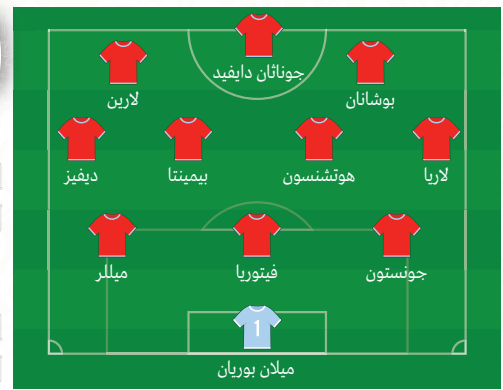 جوناثان دايفيد
بوشانان
لارين
لاريا
هوتشنسون
بيمينتا
ديفيز
جونستون
فيتوريا
ميللر
1
ميلان بوريان